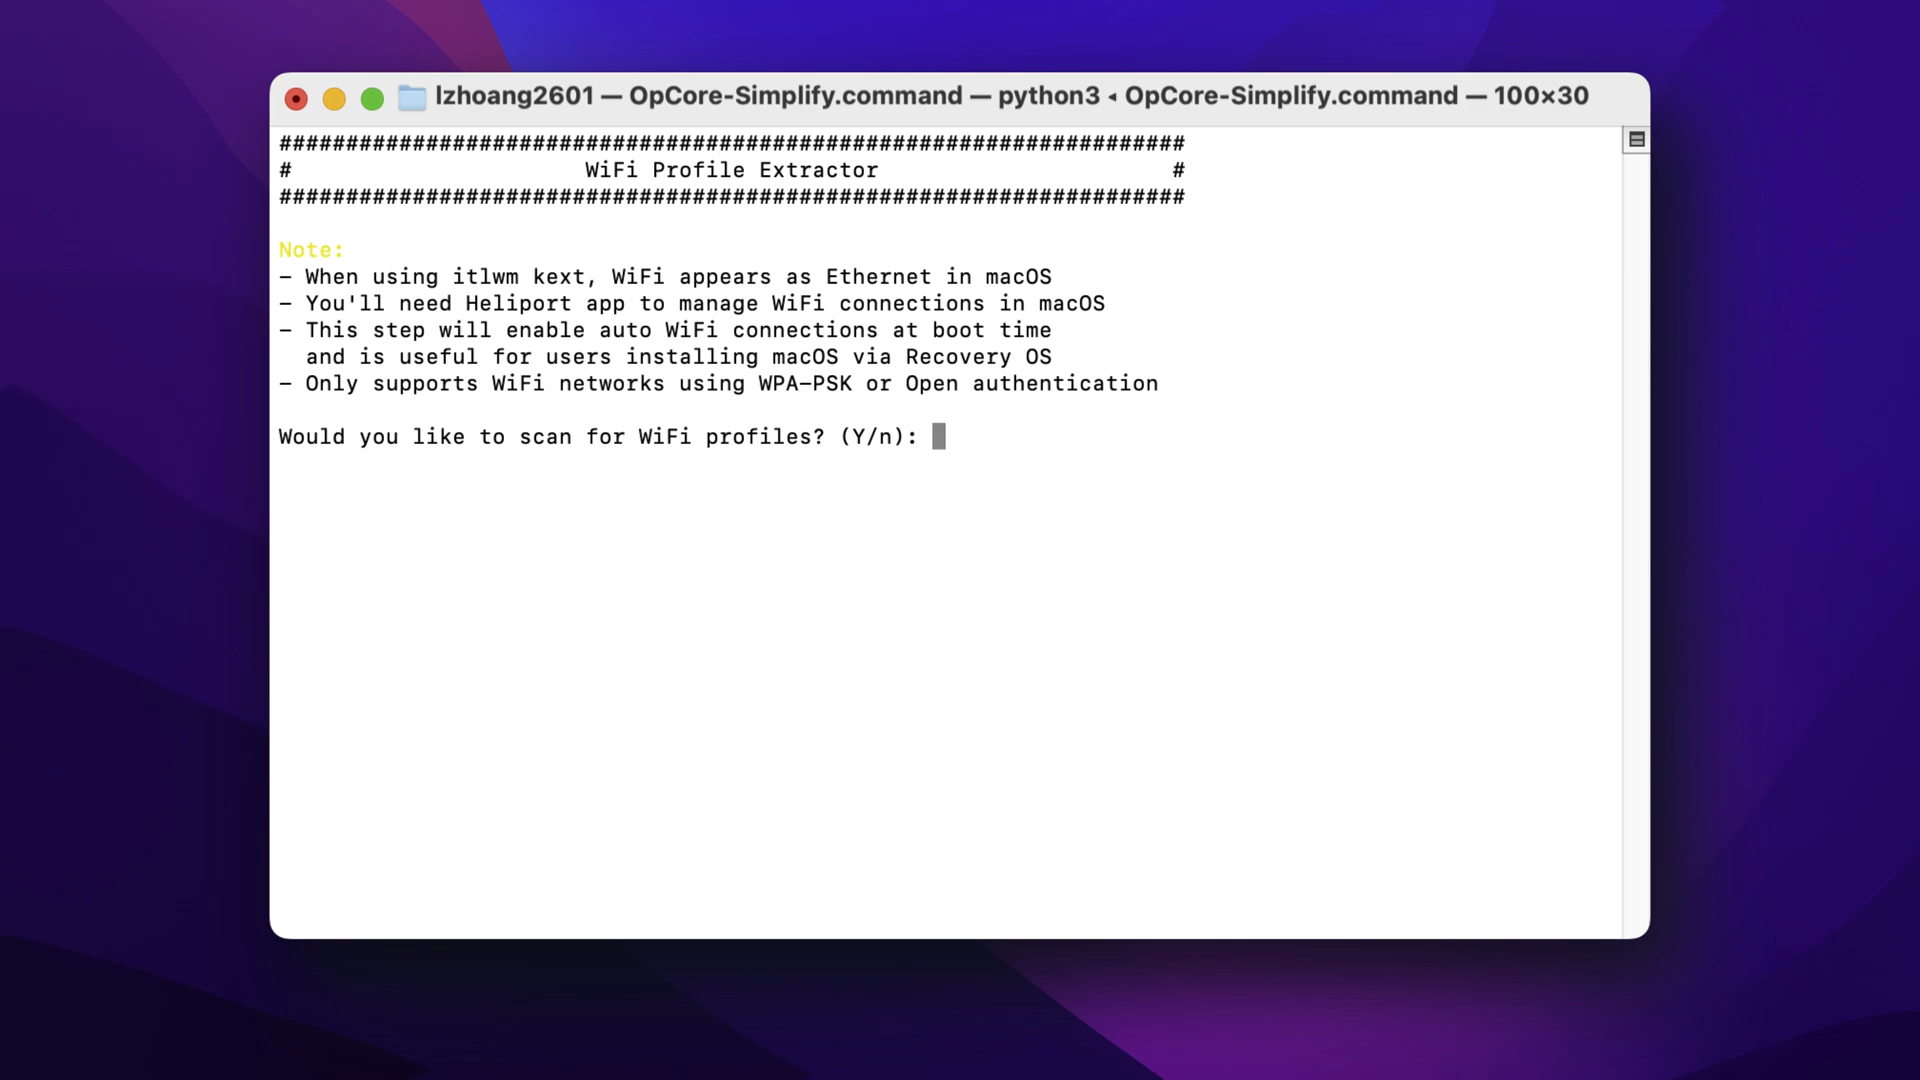 lzhoang2601 — OpCore-Simplify.command — python3 ◂ OpCore-Simplify.command — 100×30
####################################################################
#                      WiFi Profile Extractor                      #
####################################################################
Note:
- When using itlwm kext, WiFi appears as Ethernet in macOS
- You'll need Heliport app to manage WiFi connections in macOS
- This step will enable auto WiFi connections at boot time
  and is useful for users installing macOS via Recovery OS
- Only supports WiFi networks using WPA-PSK or Open authentication
Would you like to scan for WiFi profiles? (Y/n):